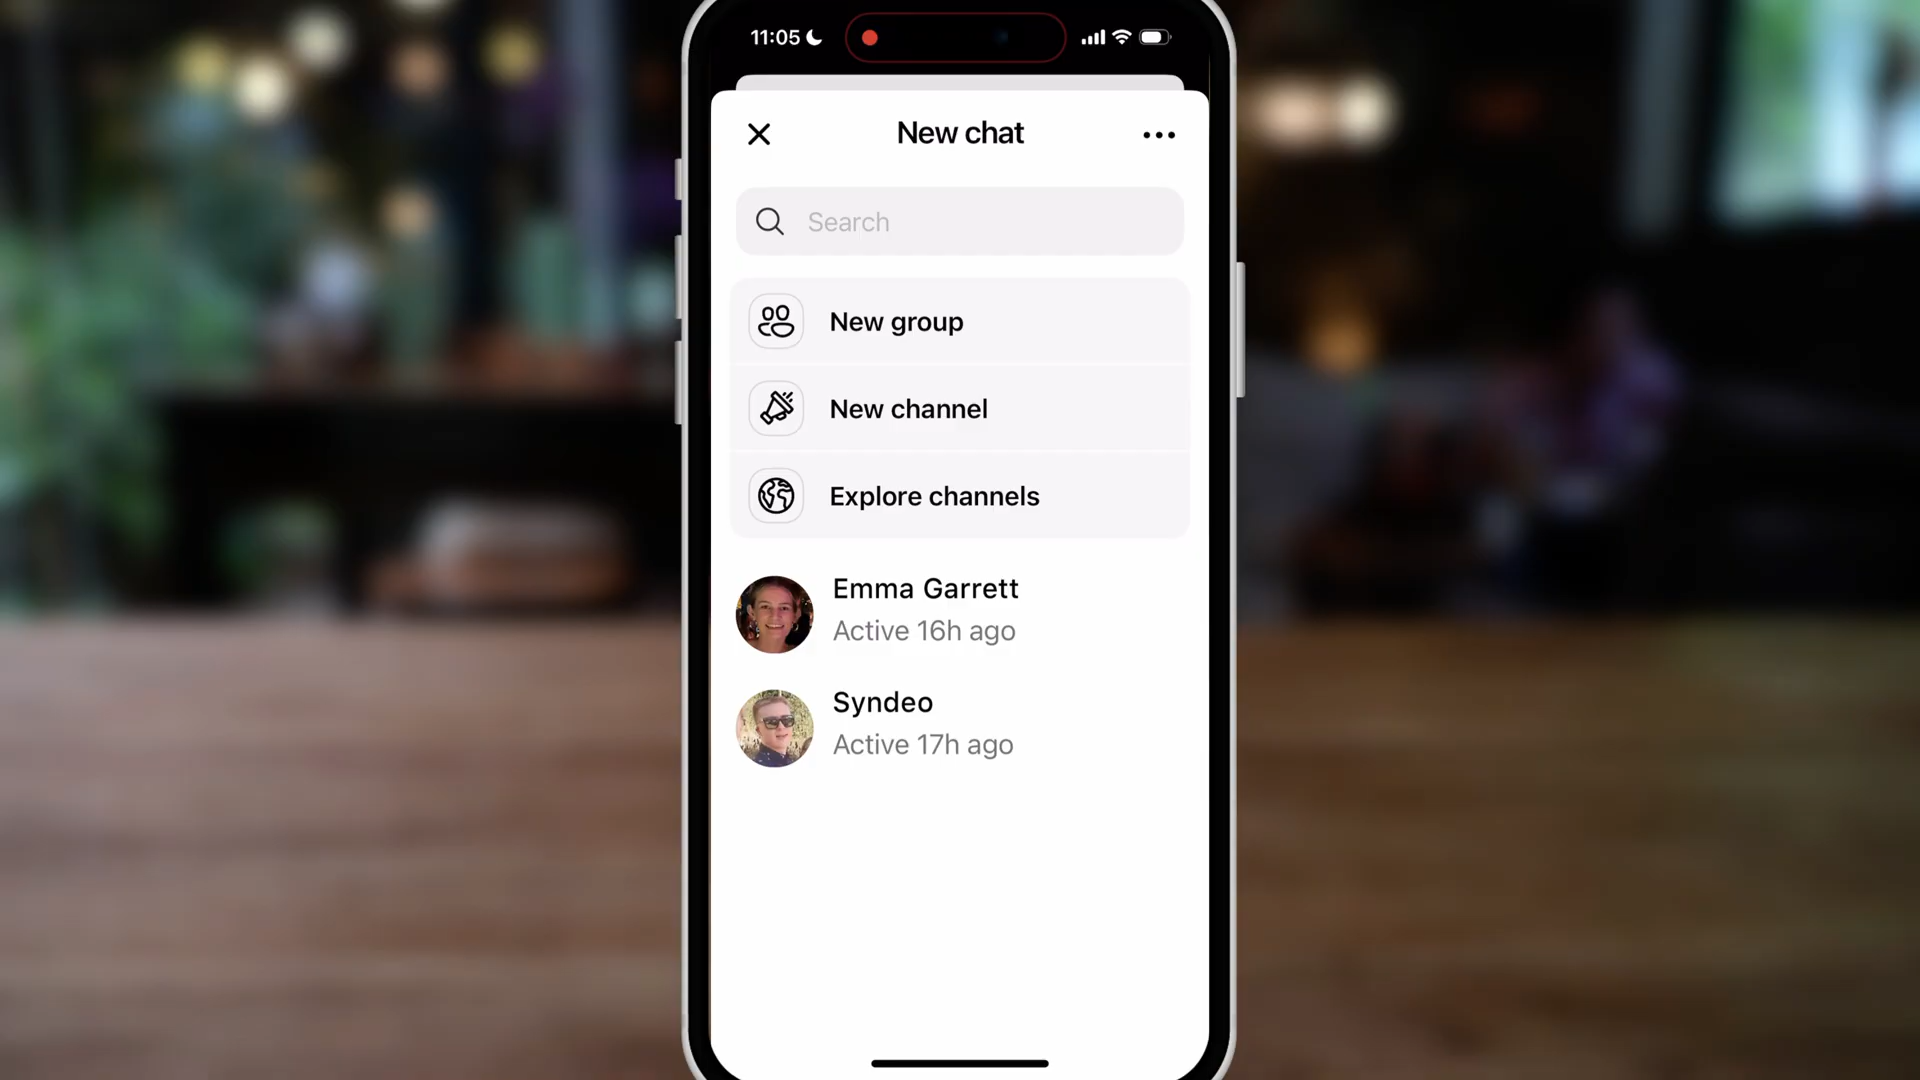 11:05
New chat
Search
New group
New channel
Explore channels
Emma Garrett
Active 16h ago
Syndeo
Active 17h ago